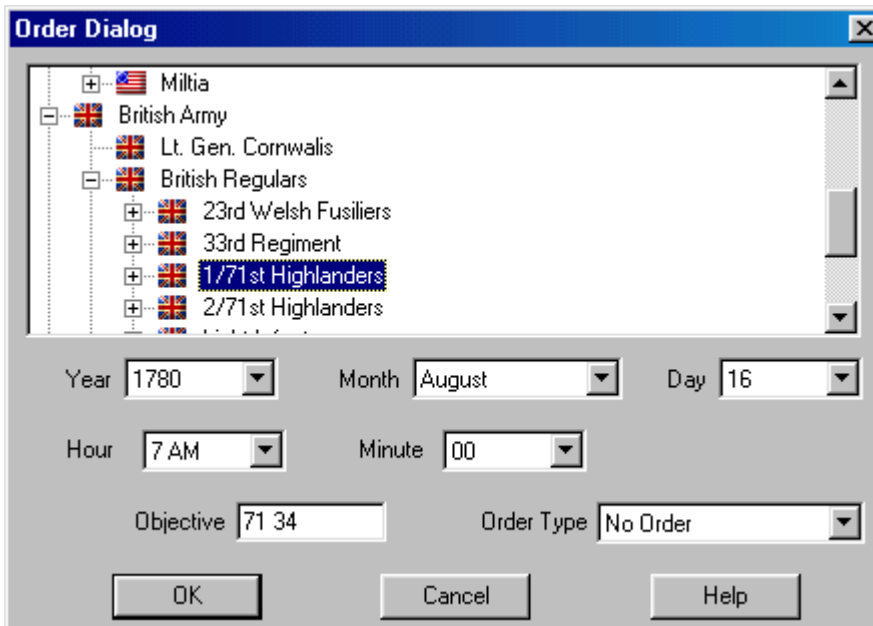 Order Dialog
Miltia
British Army
Lt. Gen. Cornwalis
British Regulars
23rd Welsh Fusiliers
33rd Regiment
1/71st Highlanders
2/71st Highlanders
Year 1780 Month August Day 16
Hour 7 AM Minute 00
Objective 71 34 Order Type No Order
OK Cancel Help